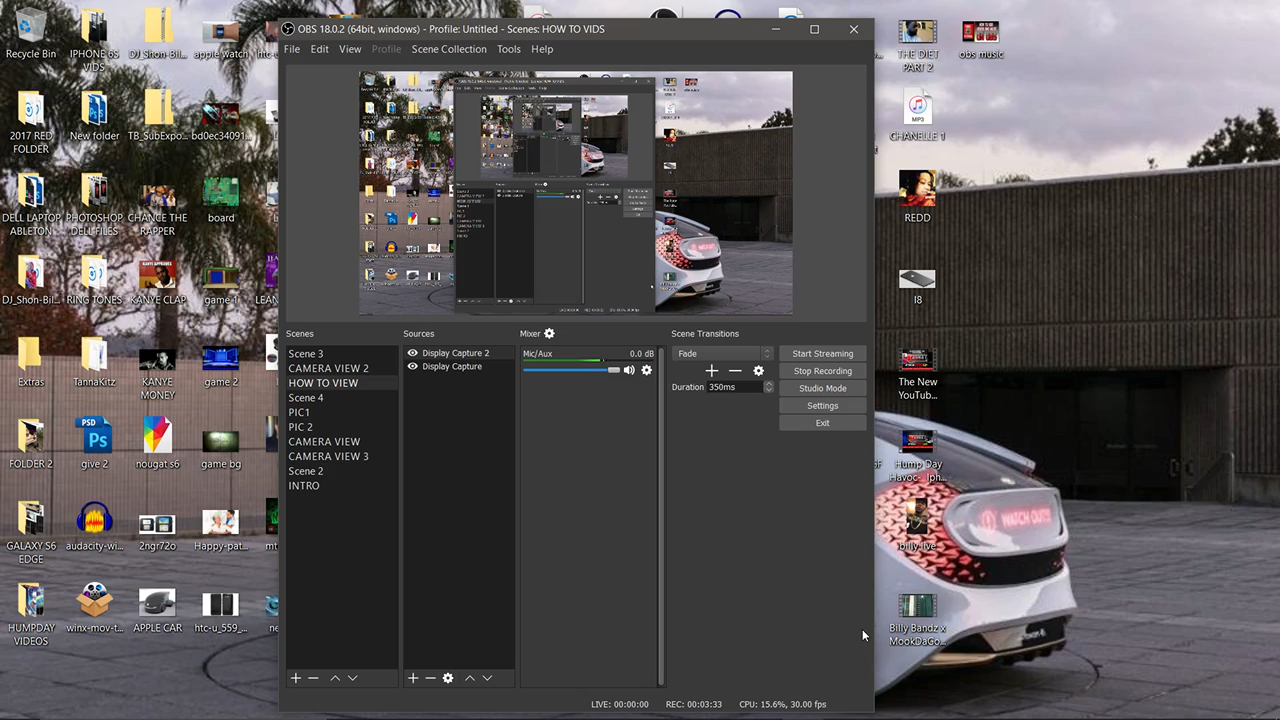 OBS 18.0.2 (64bit, windows) - Profile: Untitled - Scenes: HOW TO VIDS
File Edit View Profile Scene Collection Tools Help
Recycle Bin
IPHONE 6S
VIDS
DJ_Shon-Bil...
apple watch
2017 RED
FOLDER
New folder
TB_SubExpo...
bd0ec34091...
DELL LAPTOP
ABLETON
PHOTOSHOP
DELL FILES
CHANCE THE
RAPPER
board
DJ_Shon-Bil...
RING TONES
KANYE CLAP
game 1
Extras
TannaKitz
KANYE
MONEY
game 2
FOLDER 2
PSD
Ps
give 2
nougat s6
game bg
GALAXY S6
EDGE
audacity-wi...
2ngr72o
Happy-pat...
HUMPDAY
VIDEOS
winx-mov-t...
APPLE CAR
htc-u_559_...
Scenes
Scene 3
CAMERA VIEW 2
HOW TO VIEW
Scene 4
PIC1
PIC 2
CAMERA VIEW
CAMERA VIEW 3
Scene 2
INTRO
Sources
Display Capture 2
Display Capture
Mixer
Mic/Aux 0.0 dB
Scene Transitions
Fade
Duration 350ms
Start Streaming
Stop Recording
Studio Mode
Settings
Exit
LIVE: 00:00:00 REC: 00:03:33 CPU: 15.6%, 30.00 fps
THE DIET
PART 2
obs music
MP3
CHANELLE 1
REDD
I8
The New
YouTub...
Hump Day
Havoc-. Iph...
billy live
Billy Bandz x
MookDaGo...
WATCH OUT!!